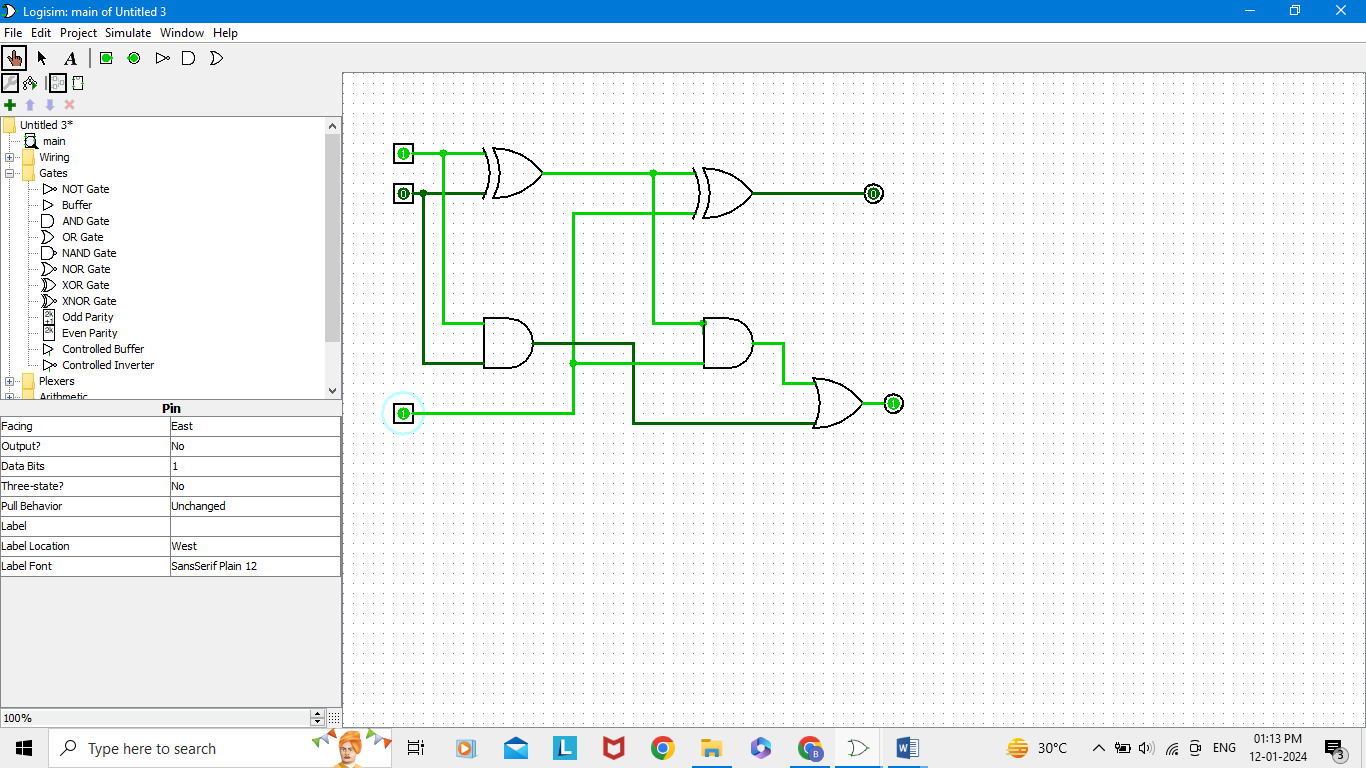 Logisim: main of Untitled 3
File Edit Project Simulate Window Help
A
Untitled 3*
main
Wiring
Gates
NOT Gate
Buffer
AND Gate
OR Gate
NAND Gate
NOR Gate
XOR Gate
XNOR Gate
Odd Parity
Even Parity
Controlled Buffer
Controlled Inverter
Plexers
Arithmetic
Pin
Facing East
Output? No
Data Bits 1
Three-state? No
Pull Behavior Unchanged
Label
Label Location West
Label Font SansSerif Plain 12
100%
1
0
0
1
1
Type here to search
L
B
W
30°C
ENG
01:13 PM
12-01-2024
3